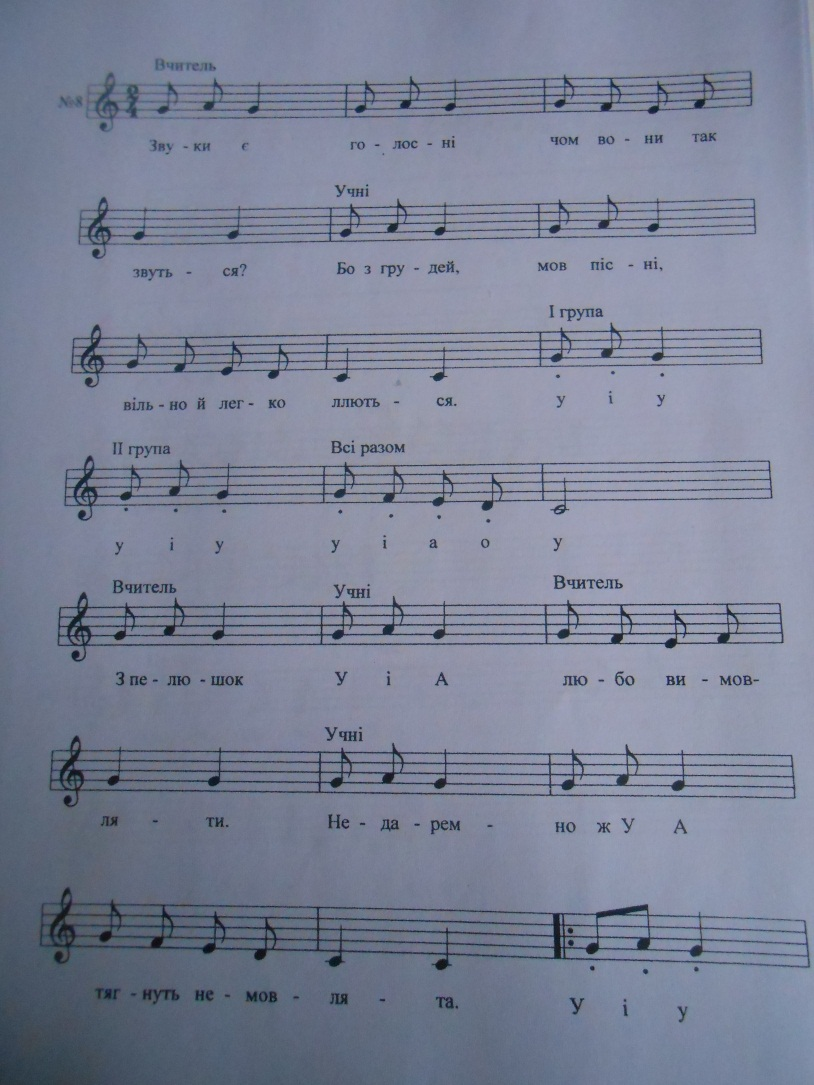 Вчитель
№8
2
4
Зву - ки є го - лос - ні чом во - ни так
Учні
звуть - ся? Бо з гру - дей, мов піс - ні,
І група
віль - но й лег - ко ллють - ся. у і у
ІІ група Всі разом
у і у у і а о у
Вчитель Учні Вчитель
З пе - лю - шок У і А лю - бо ви - мов-
Учні
ля - ти. Не - да - рем - но ж У А
тяг - нуть не - мов - ля - та. У і у